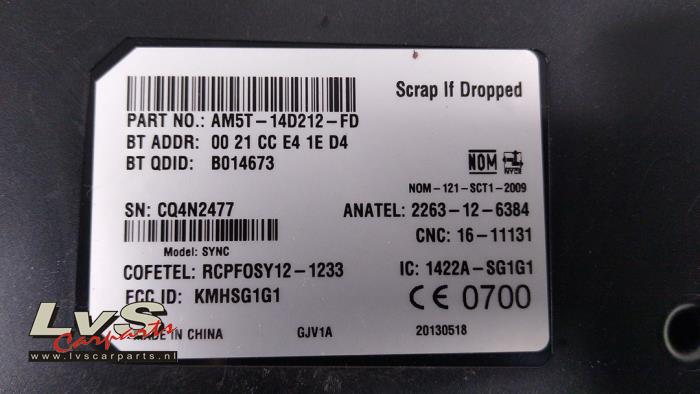 Scrap If Dropped
PART NO.: AM5T-14D212-FD
BT ADDR: 00 21 CC E4 1E D4
BT QDID: B014673
NOM NYCE
NOM-121-SCT1-2009
SN: CQ4N2477
ANATEL: 2263-12-6384
CNC: 16-11131
Model: SYNC
COFETEL: RCPFOSY12-1233
IC: 1422A-SG1G1
FCC ID: KMHSG1G1
CE 0700
MADE IN CHINA GJV1A 20130518
LvS
Carparts
www.lvscarparts.nl